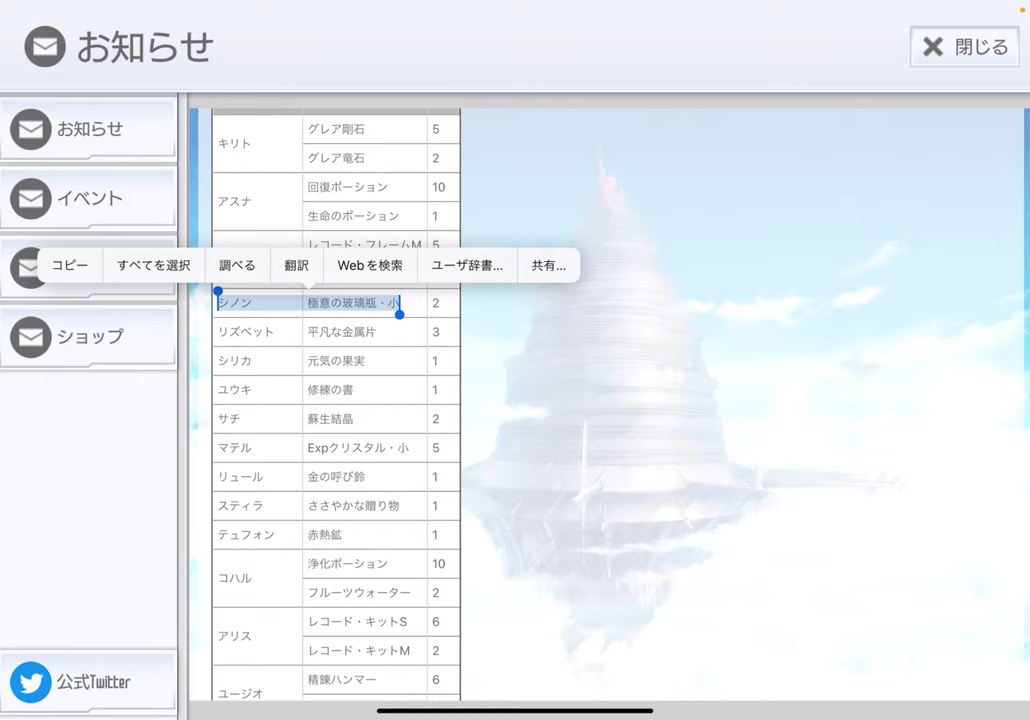 お知らせ
閉じる
お知らせ
イベント
ショップ
公式Twitter
キリト
グレア剛石 5
グレア竜石 2
アスナ
回復ポーション 10
生命のポーション 1
レコード・フレームM 5
コピー すべてを選択 調べる 翻訳 Webを検索 ユーザ辞書... 共有...
シノン 極意の玻璃瓶・小 2
リズベット 平凡な金属片 3
シリカ 元気の果実 1
ユウキ 修練の書 1
サチ 蘇生結晶 2
マテル Expクリスタル・小 5
リュール 金の呼び鈴 1
スティラ ささやかな贈り物 1
テュフォン 赤熱鉱 1
コハル
浄化ポーション 10
フルーツウォーター 2
アリス
レコード・キットS 6
レコード・キットM 2
ユージオ
精錬ハンマー 6